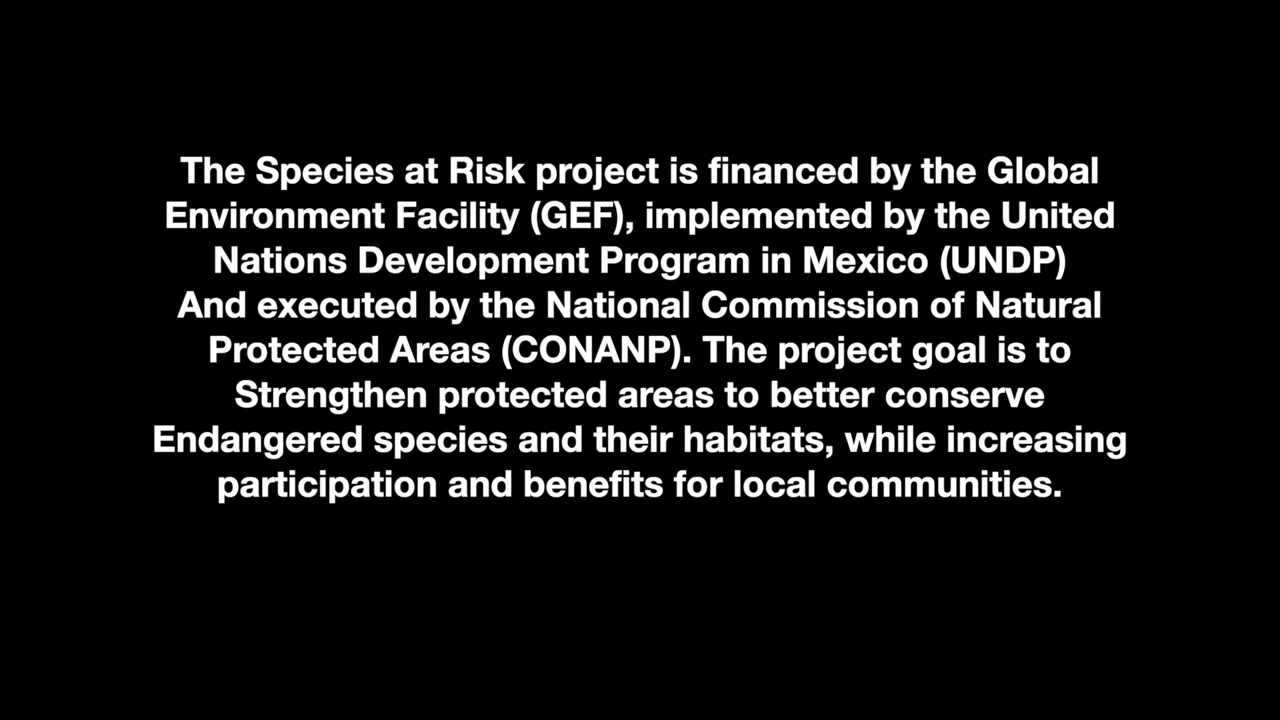 The Species at Risk project is financed by the Global
Environment Facility (GEF), implemented by the United
Nations Development Program in Mexico (UNDP)
And executed by the National Commission of Natural
Protected Areas (CONANP). The project goal is to
Strengthen protected areas to better conserve
Endangered species and their habitats, while increasing
participation and benefits for local communities.